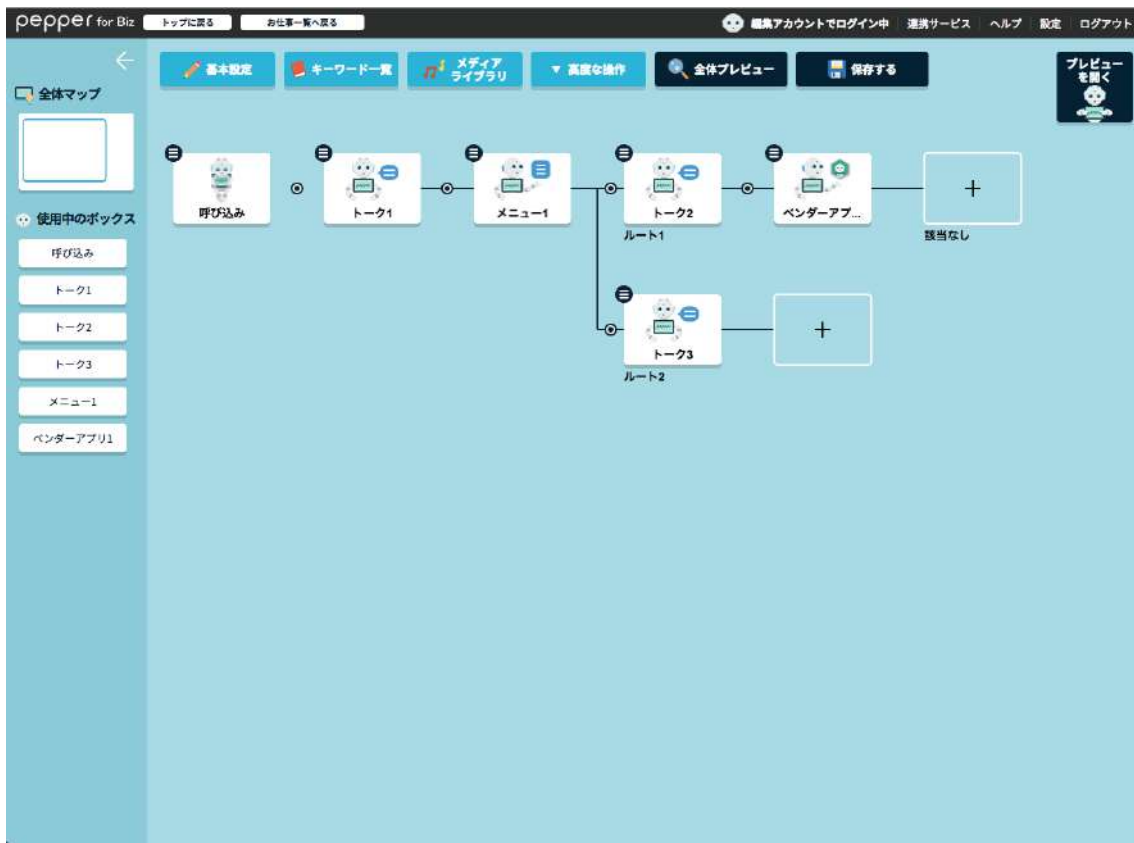 pepper for Biz
トップに戻る
お仕事一覧へ戻る
編集アカウントでログイン中
連携サービス
ヘルプ
設定
ログアウト
基本設定
キーワード一覧
メディア
ライブラリ
▼ 高度な操作
全体プレビュー
保存する
プレビュー
を開く
全体マップ
使用中のボックス
呼び込み
トーク1
トーク2
トーク3
メニュー1
ベンダーアプリ1
呼び込み
トーク1
メニュー1
トーク2
ルート1
ベンダーアプ...
該当なし
トーク3
ルート2